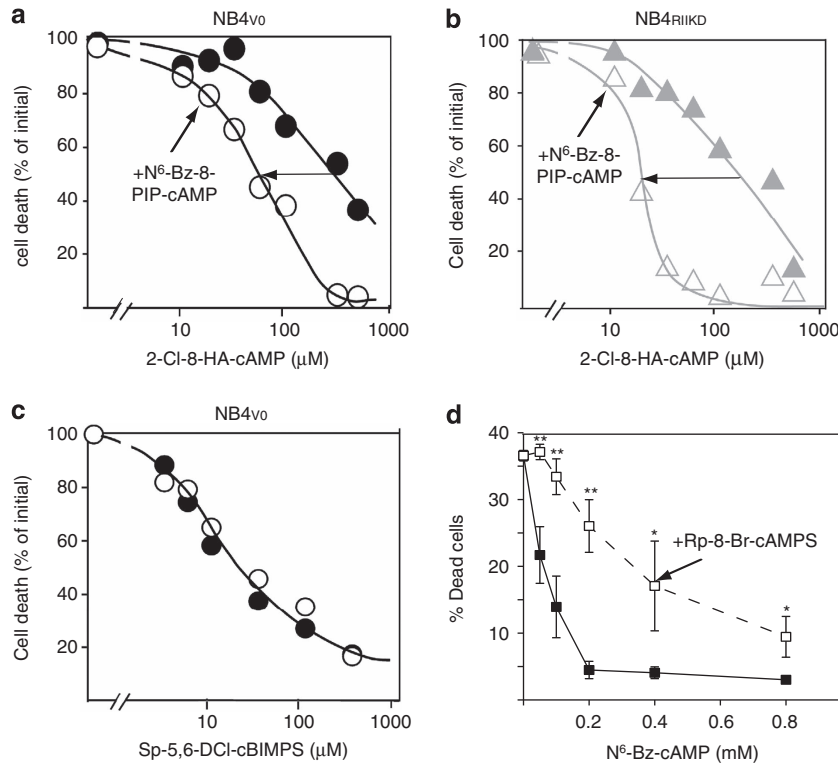 a
NB4V0
cell death (% of initial)
100
80
60
40
20
+N⁶-Bz-8-
PIP-cAMP
10
100
1000
2-Cl-8-HA-cAMP (μM)
b
NB4RIIKD
Cell death (% of initial)
100
80
60
40
20
+N⁶-Bz-8-
PIP-cAMP
10
100
1000
2-Cl-8-HA-cAMP (μM)
c
NB4V0
Cell death (% of initial)
100
80
60
40
20
10
100
1000
Sp-5,6-DCl-cBIMPS (μM)
d
% Dead cells
40
30
20
10
**
**
**
*
*
+Rp-8-Br-cAMPS
0.2
0.4
0.6
0.8
N⁶-Bz-cAMP (mM)